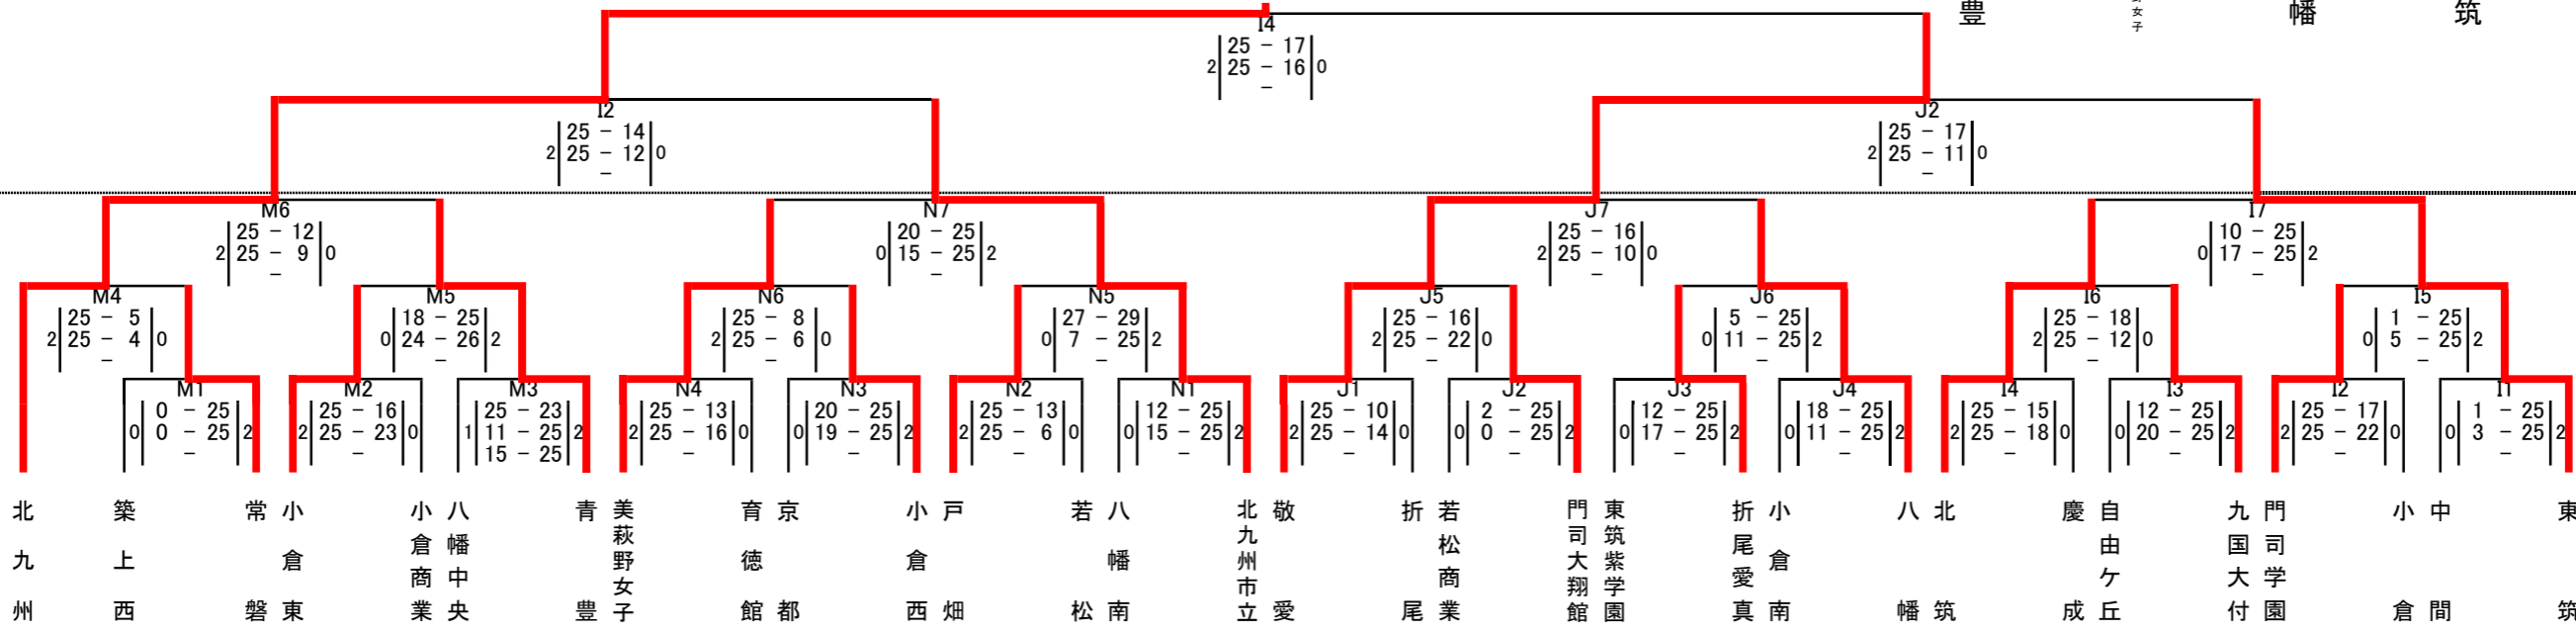 豊 女子 幡 筑
I4
25 - 17
2 25 - 16 0
-
I2 J2
25 - 14 25 - 17
2 25 - 12 0 2 25 - 11 0
- -
M6 N7 J7 I7
25 - 12 20 - 25 25 - 16 10 - 25
2 25 - 9 0 0 15 - 25 2 2 25 - 10 0 0 17 - 25 2
- - - -
M4 M5 N6 N5 J5 J6 I6 I5
25 - 5 18 - 25 25 - 8 27 - 29 25 - 16 5 - 25 25 - 18 1 - 25
2 25 - 4 0 0 24 - 26 2 2 25 - 6 0 0 7 - 25 2 2 25 - 22 0 0 11 - 25 2 2 25 - 12 0 0 5 - 25 2
- - - - - - - -
M1 M2 M3 N4 N3 N2 N1 J1 J2 J3 J4 I4 I3 I2 I1
0 - 25 25 - 16 25 - 23 25 - 13 20 - 25 25 - 13 12 - 25 25 - 10 2 - 25 12 - 25 18 - 25 25 - 15 12 - 25 25 - 17 1 - 25
0 0 - 25 2 2 25 - 23 0 1 11 - 25 2 2 25 - 16 0 0 19 - 25 2 2 25 - 6 0 0 15 - 25 2 2 25 - 14 0 0 0 - 25 2 0 17 - 25 2 0 11 - 25 2 2 25 - 18 0 0 20 - 25 2 2 25 - 22 0 0 3 - 25 2
- - 15 - 25 - - - - - - - - - - - -
北九州
築上西
常磐
小倉東
小倉商業
八幡中央
青豊
美萩野女子
育徳館
京都
小倉西
戸畑
若松
八幡南
北九州市立
敬愛
折尾
若松商業
門司大翔館
東筑紫学園
折尾愛真
小倉南
八幡
北筑
慶成
自由ケ丘
九国大付
門司学園
小倉
中間
東筑